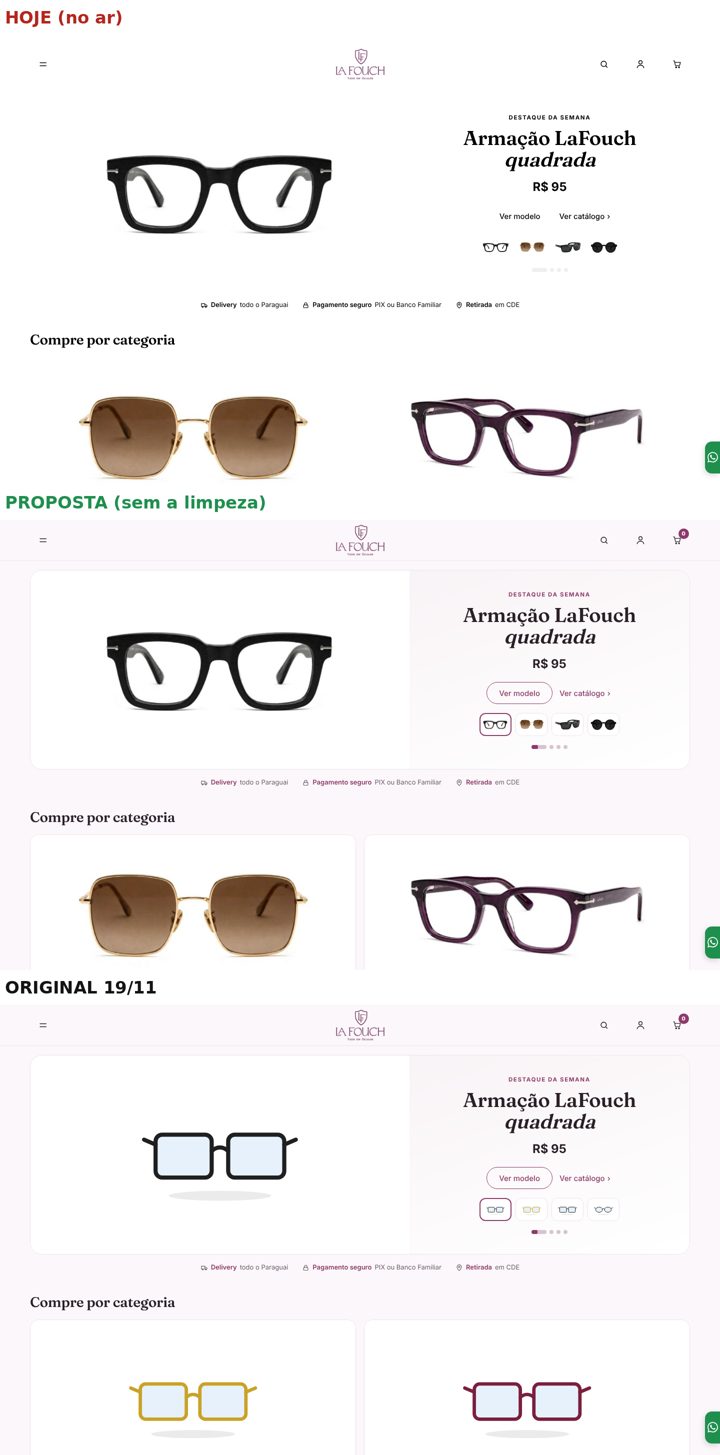 HOJE (no ar)
LA FOUCH
DESTAQUE DA SEMANA
Armação LaFouch
quadrada
R$ 95
Ver modelo Ver catálogo ›
Delivery todo o Paraguai Pagamento seguro PIX ou Banco Familiar Retirada em CDE
Compre por categoria
PROPOSTA (sem a limpeza)
LA FOUCH
0
DESTAQUE DA SEMANA
Armação LaFouch
quadrada
R$ 95
Ver modelo Ver catálogo ›
Delivery todo o Paraguai Pagamento seguro PIX ou Banco Familiar Retirada em CDE
Compre por categoria
ORIGINAL 19/11
LA FOUCH
0
DESTAQUE DA SEMANA
Armação LaFouch
quadrada
R$ 95
Ver modelo Ver catálogo ›
Delivery todo o Paraguai Pagamento seguro PIX ou Banco Familiar Retirada em CDE
Compre por categoria